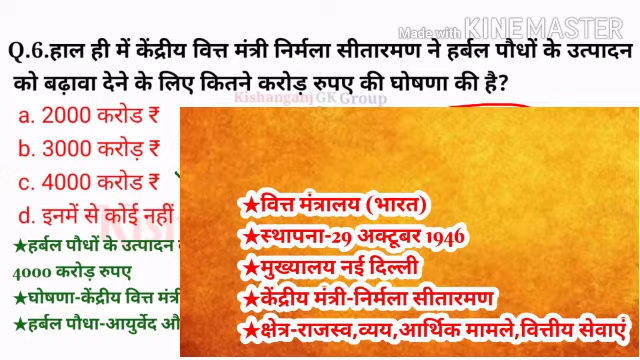 Made with KINEMASTER
Q.6.हाल ही में केंद्रीय वित्त मंत्री निर्मला सीतारमण ने हर्बल पौधों के उत्पादन
को बढ़ावा देने के लिए कितने करोड़ रुपए की घोषणा की है?
Kishanganj GK Group
a. 2000 करोड ₹
b. 3000 करोड़ ₹
c. 4000 करोड ₹
d. इनमें से कोई नहीं
★हर्बल पौधों के उत्पादन
4000 करोड़ रुपए
★घोषणा-केंद्रीय वित्त मंत्री
★हर्बल पौधा-आयुर्वेद औ
★वित्त मंत्रालय (भारत)
★स्थापना-29 अक्टूबर 1946
★मुख्यालय नई दिल्ली
★केंद्रीय मंत्री-निर्मला सीतारमण
★क्षेत्र-राजस्व,व्यय,आर्थिक मामले,वित्तीय सेवाएं